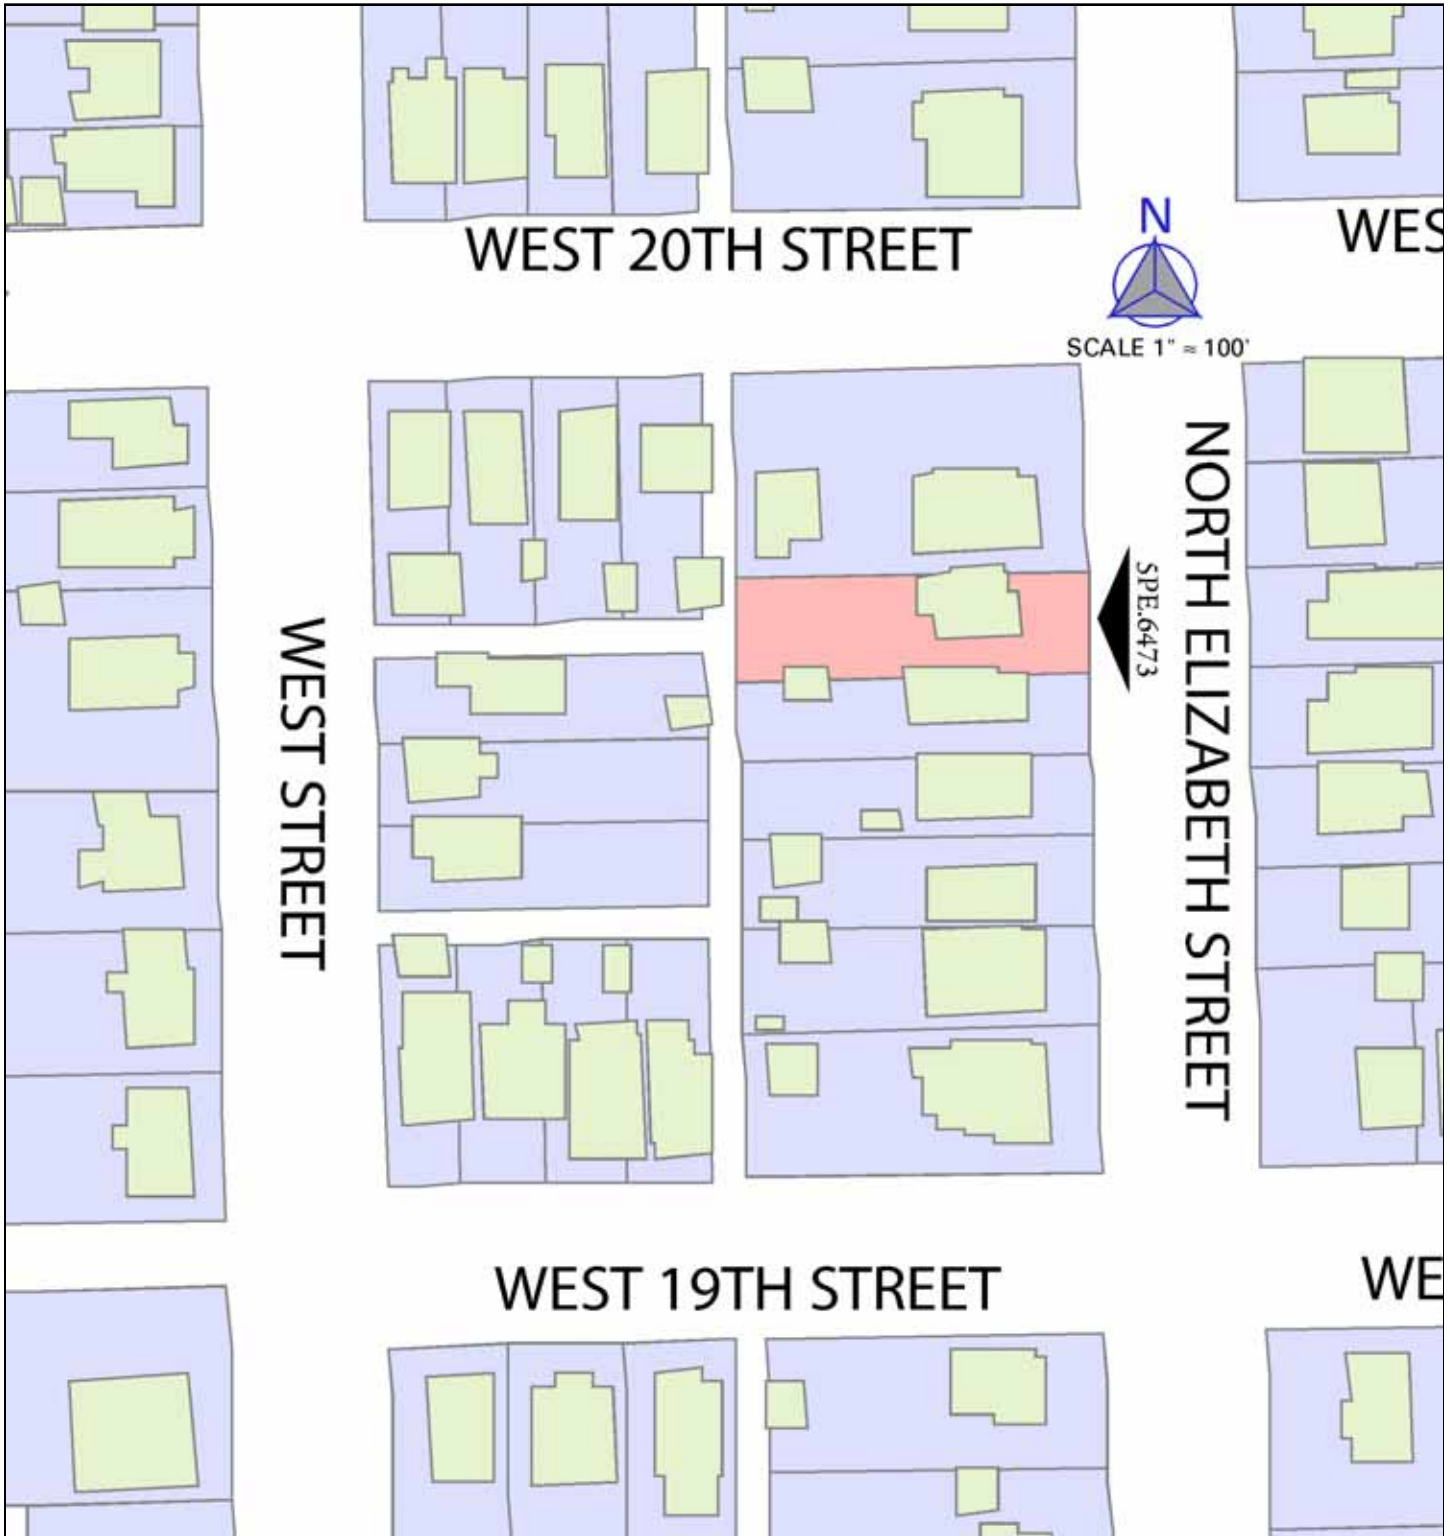 WEST 20TH STREET
WES
N
SCALE 1" ≈ 100'
NORTH ELIZABETH STREET
SPE.6473
WEST STREET
WEST 19TH STREET
WE